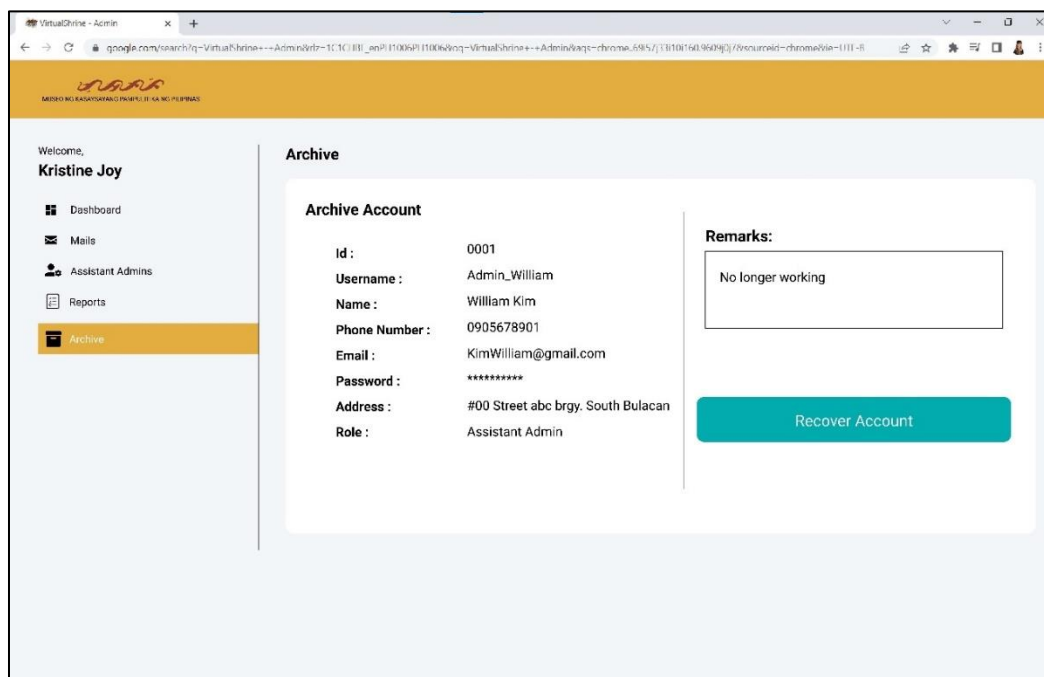 VirtualShrine - Admin
Welcome,
Kristine Joy
Dashboard
Mails
Assistant Admins
Reports
Archive
Archive
Archive Account
Id : 0001
Username : Admin_William
Name : William Kim
Phone Number : 0905678901
Email : KimWilliam@gmail.com
Password : **********
Address : #00 Street abc brgy. South Bulacan
Role : Assistant Admin
Remarks:
No longer working
Recover Account